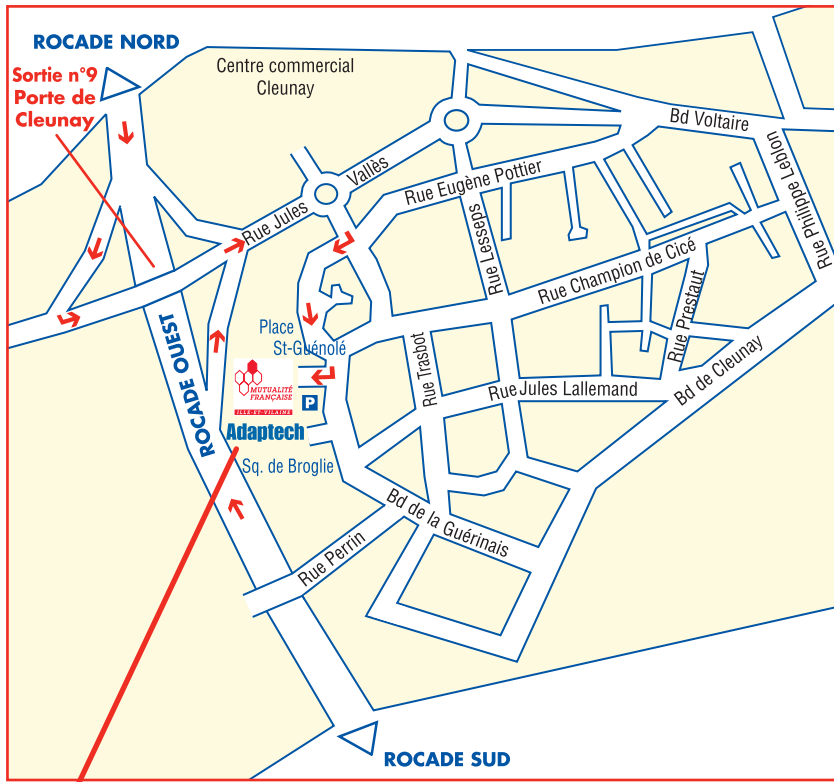 ROCADE NORD
Sortie n°9
Porte de
Cleunay
Centre commercial
Cleunay
Bd Voltaire
Rue Philippe Leblon
Rue Jules Vallès
Rue Eugène Pottier
Rue Lesseps
Rue Champion de Cicé
Rue Prestaut
Place
St-Guénolé
Rue Trasbot
Rue Jules Lallemand
Bd de Cleunay
ROCADE OUEST
MUTUALITÉ
FRANÇAISE
ILLE-ET-VILAINE
P
Adaptech
Sq. de Broglie
Bd de la Guérinais
Rue Perrin
ROCADE SUD